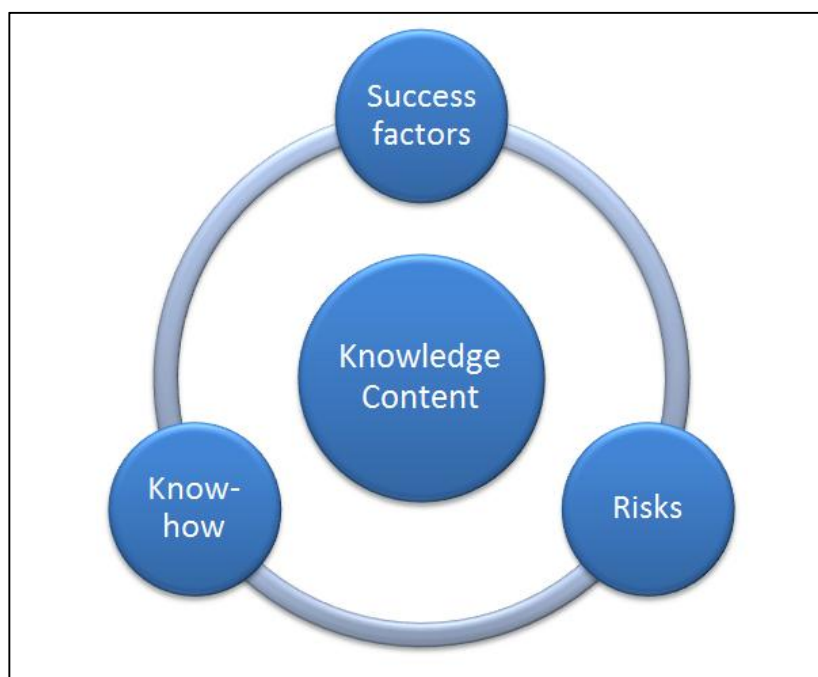 Success
factors
Knowledge
Content
Know-
how
Risks